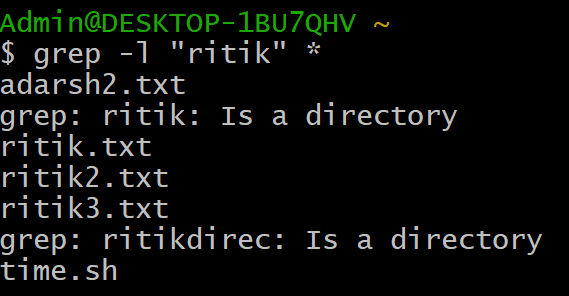 Admin@DESKTOP-1BU7QHV ~
$ grep -l "ritik" *
adarsh2.txt
grep: ritik: Is a directory
ritik.txt
ritik2.txt
ritik3.txt
grep: ritikdirec: Is a directory
time.sh